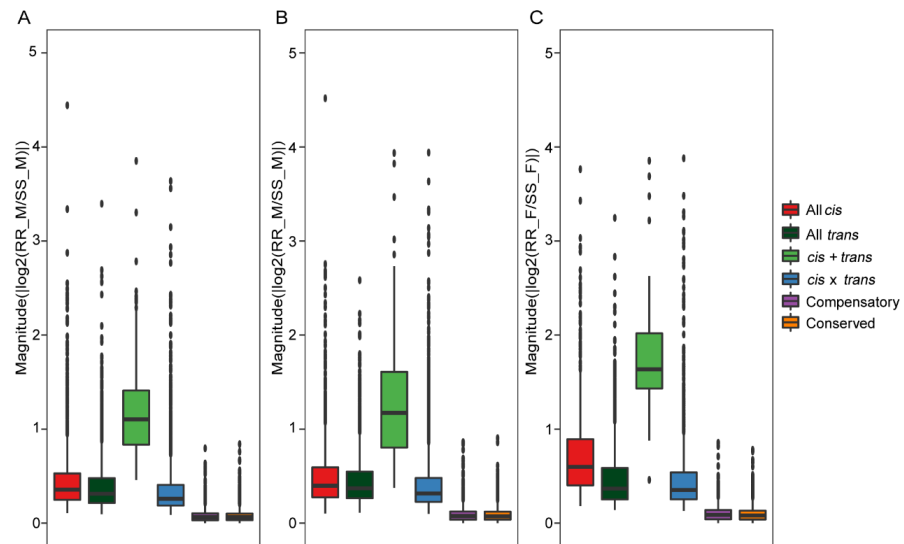 A
B
C
Magnitude(|log2(RR_M/SS_M)|)
5
4
3
2
1
0
Magnitude(|log2(RR_M/SS_M)|)
5
4
3
2
1
0
Magnitude(|log2(RR_F/SS_F)|)
5
4
3
2
1
0
All cis
All trans
cis + trans
cis x trans
Compensatory
Conserved